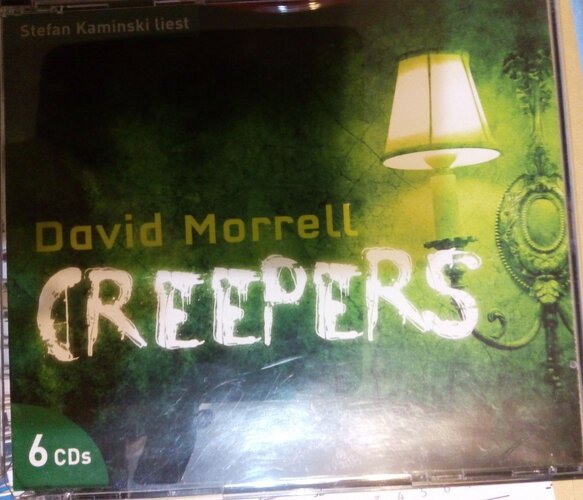 Stefan Kaminski liest
David Morrell
CREEPERS
6 CDs